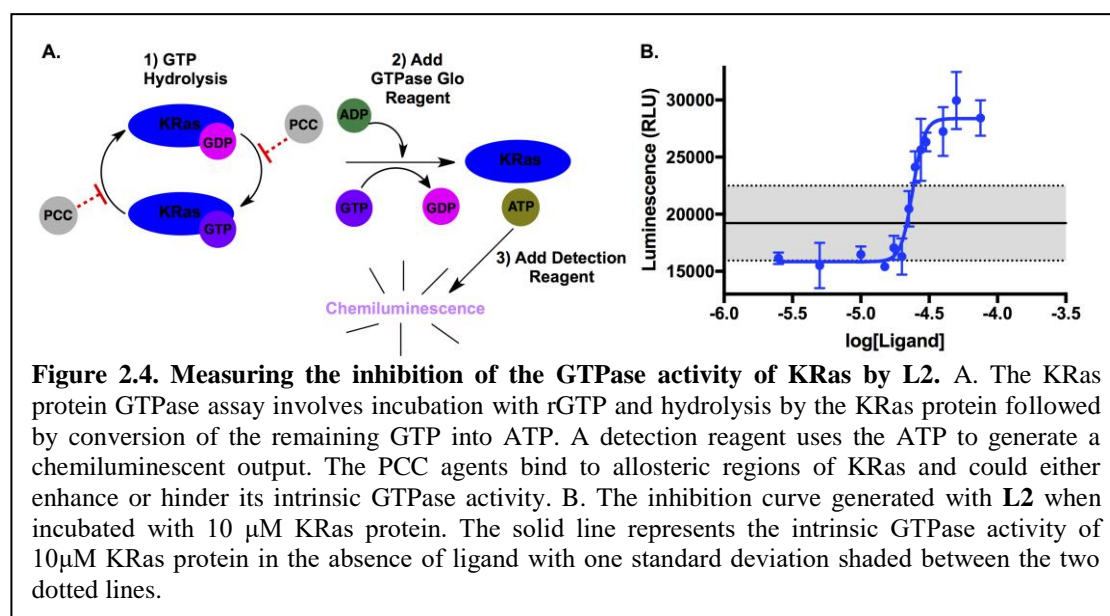 A.
1) GTP
Hydrolysis
KRas
GDP
PCC
PCC
KRas
GTP
2) Add
GTPase Glo
Reagent
ADP
GTP
GDP
KRas
ATP
3) Add Detection
Reagent
Chemiluminescence
B.
Luminescence (RLU)
30000
25000
20000
15000
-6.0 -5.5 -5.0 -4.5 -4.0 -3.5
log[Ligand]
Figure 2.4. Measuring the inhibition of the GTPase activity of KRas by L2. A. The KRas
protein GTPase assay involves incubation with rGTP and hydrolysis by the KRas protein followed
by conversion of the remaining GTP into ATP. A detection reagent uses the ATP to generate a
chemiluminescent output. The PCC agents bind to allosteric regions of KRas and could either
enhance or hinder its intrinsic GTPase activity. B. The inhibition curve generated with L2 when
incubated with 10 μM KRas protein. The solid line represents the intrinsic GTPase activity of
10μM KRas protein in the absence of ligand with one standard deviation shaded between the two
dotted lines.